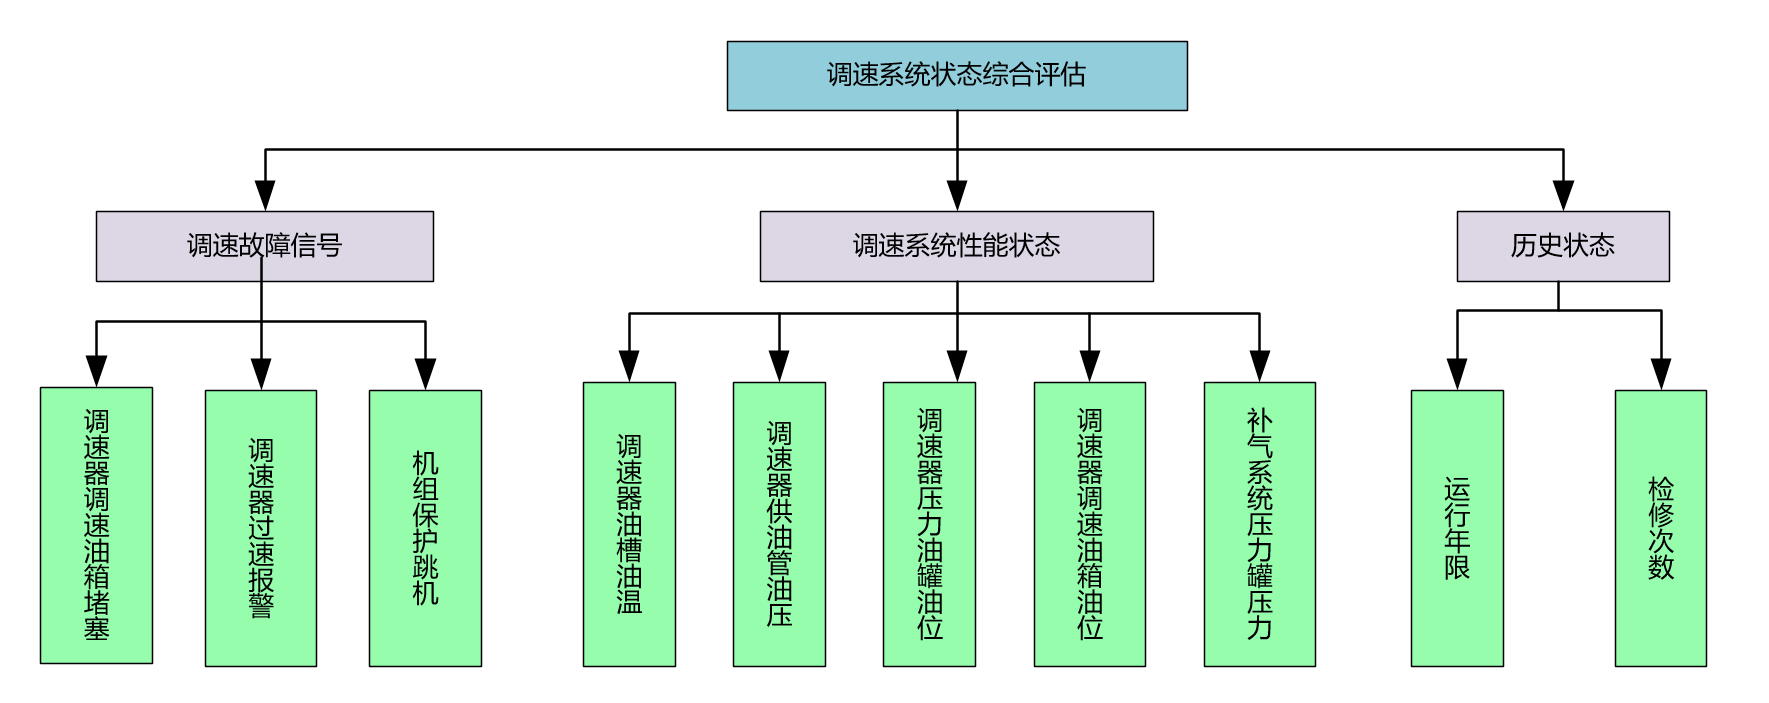 调速系统状态综合评估
调速故障信号
调速系统性能状态
历史状态
调速器调速油箱堵塞
调速器过速报警
机组保护跳机
调速器油槽油温
调速器供油管油压
调速器压力油罐油位
调速器调速油箱油位
补气系统压力罐压力
运行年限
检修次数